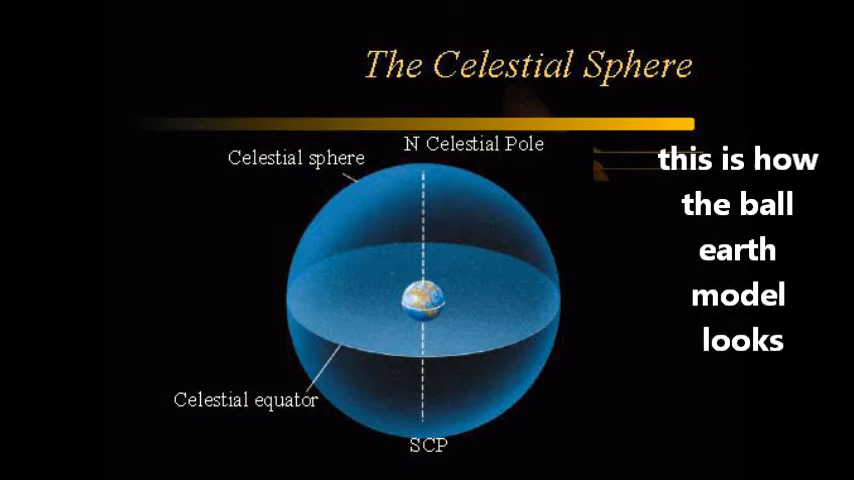 The Celestial Sphere
N Celestial Pole
Celestial sphere
this is how
the ball
earth
model
looks
Celestial equator
SCP